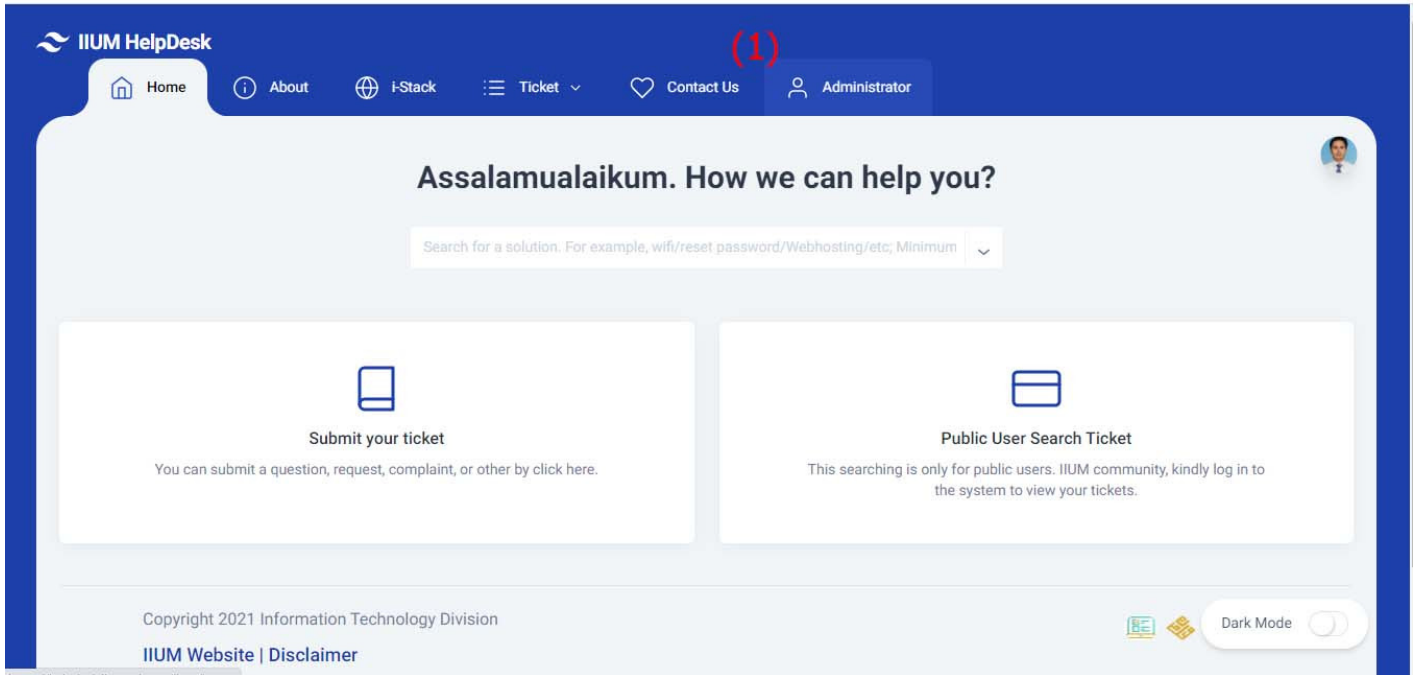 IIUM HelpDesk
(1)
Home
About
i-Stack
Ticket
Contact Us
Administrator
Assalamualaikum. How we can help you?
Search for a solution. For example, wifi/reset password/Webhosting/etc; Minimum
Submit your ticket
You can submit a question, request, complaint, or other by click here.
Public User Search Ticket
This searching is only for public users. IIUM community, kindly log in to
the system to view your tickets.
Copyright 2021 Information Technology Division
Dark Mode
IIUM Website | Disclaimer